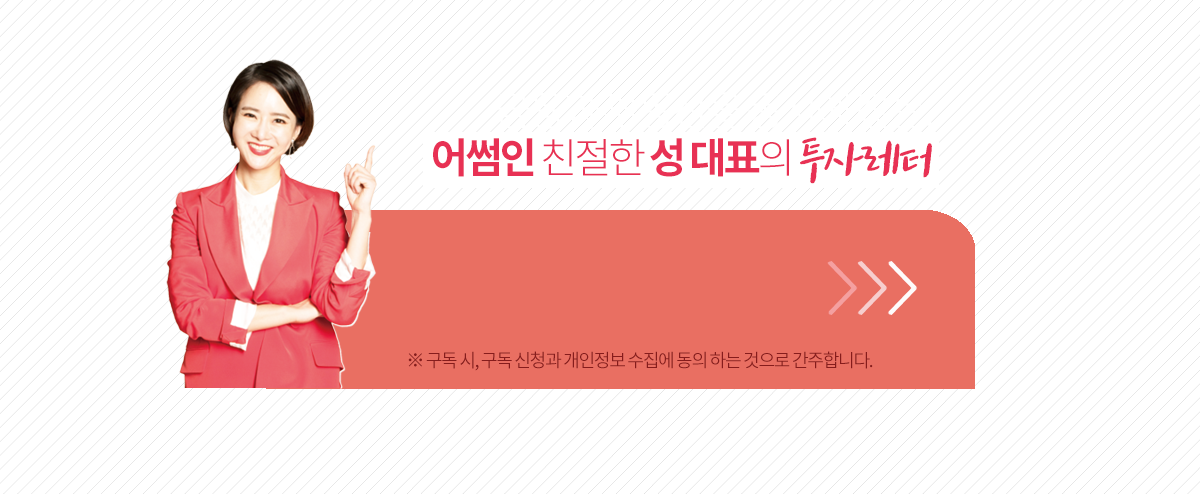 어썸인 친절한 성 대표의 투자레터
※ 구독 시, 구독 신청과 개인정보 수집에 동의 하는 것으로 간주합니다.